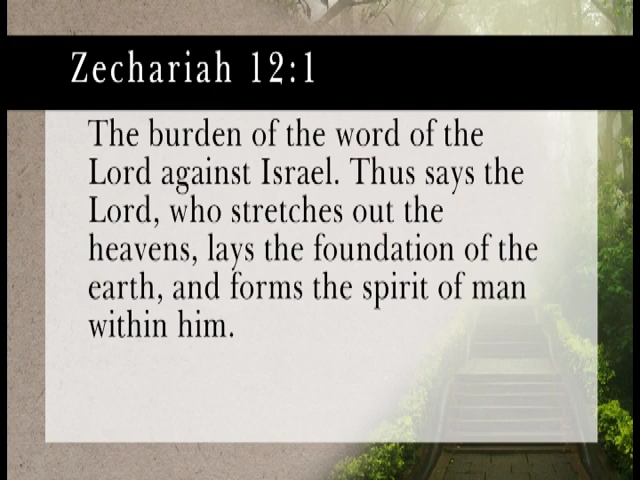 Zechariah 12:1
The burden of the word of the
Lord against Israel. Thus says the
Lord, who stretches out the
heavens, lays the foundation of the
earth, and forms the spirit of man
within him.